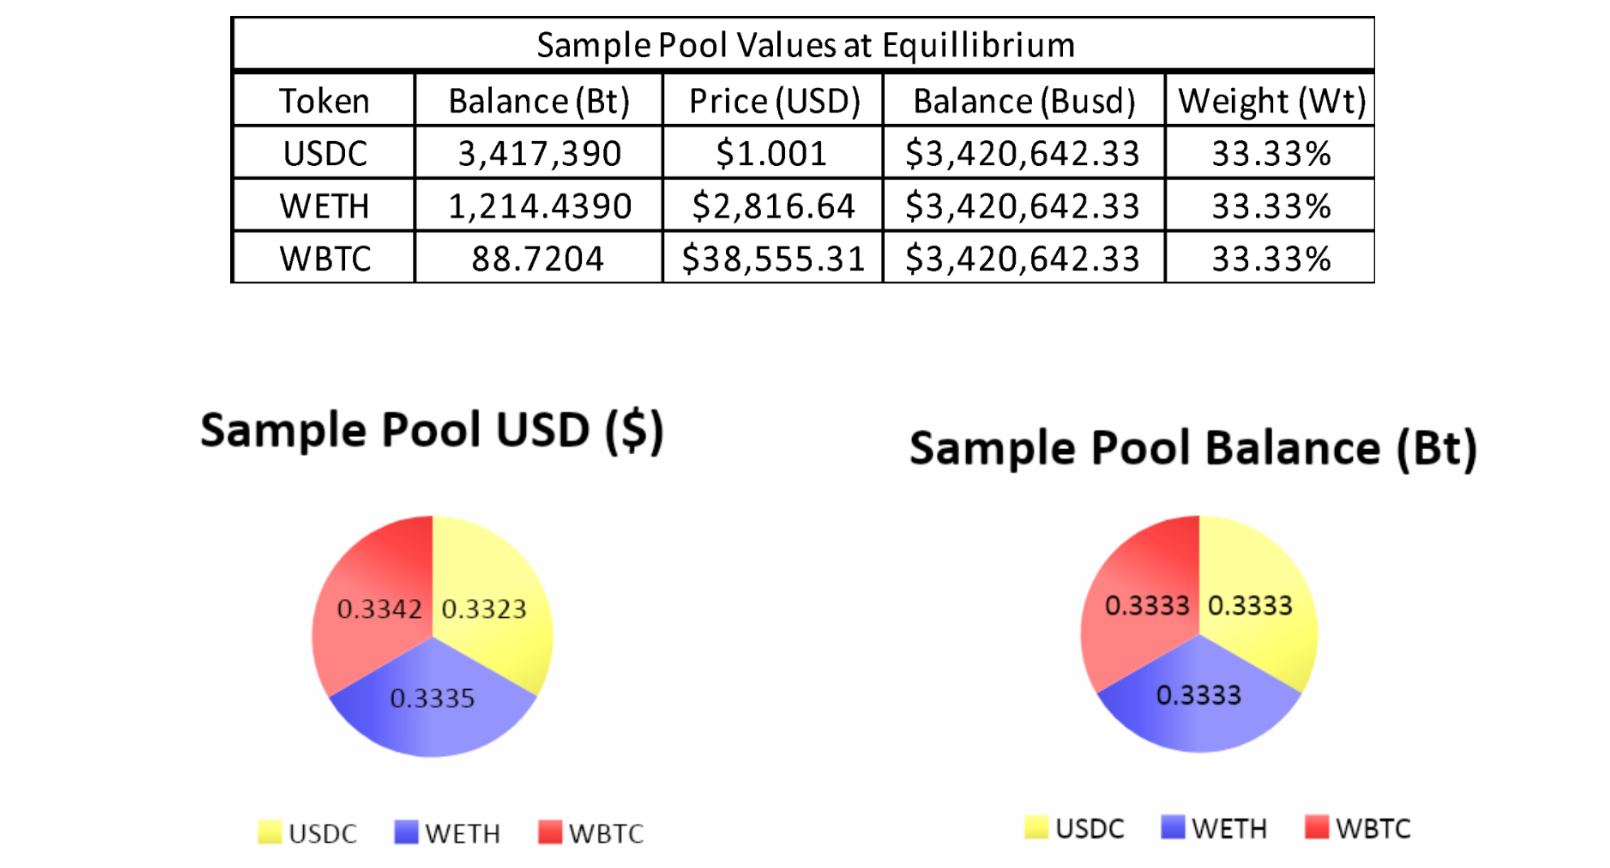 Sample Pool Values at Equillibrium
Token Balance (Bt) Price (USD) Balance (Busd) Weight (Wt)
USDC 3,417,390 $1.001 $3,420,642.33 33.33%
WETH 1,214.4390 $2,816.64 $3,420,642.33 33.33%
WBTC 88.7204 $38,555.31 $3,420,642.33 33.33%
Sample Pool USD ($)
0.3342 0.3323
0.3335
USDC WETH WBTC
Sample Pool Balance (Bt)
0.3333 0.3333
0.3333
USDC WETH WBTC